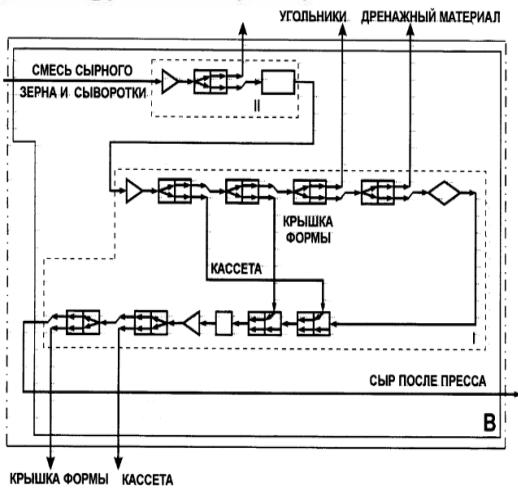 УГОЛЬНИКИ ДРЕНАЖНЫЙ МАТЕРИАЛ
СМЕСЬ СЫРНОГО
ЗЕРНА И СЫВОРОТКИ
II
КРЫШКА
ФОРМЫ
КАССЕТА
I
СЫР ПОСЛЕ ПРЕССА
В
КРЫШКА ФОРМЫ КАССЕТА